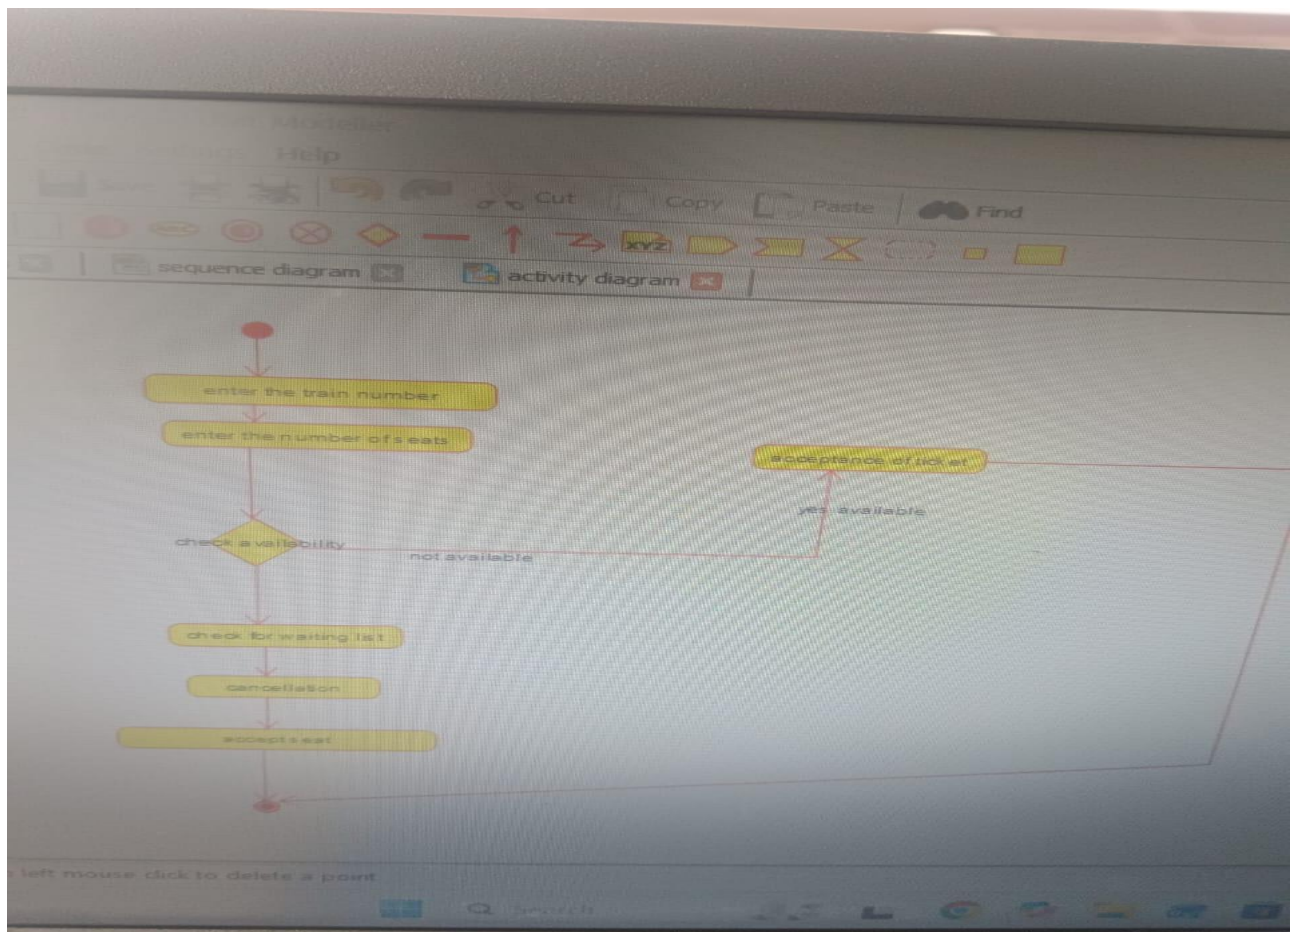 Modeller
Help
Cut Copy Paste Find
XYZ
sequence diagram activity diagram
enter the train number
enter the number of seats
acceptance of ticket
yes available
check availability
not available
check for waiting list
cancellation
accept seat
left mouse click to delete a point
Search